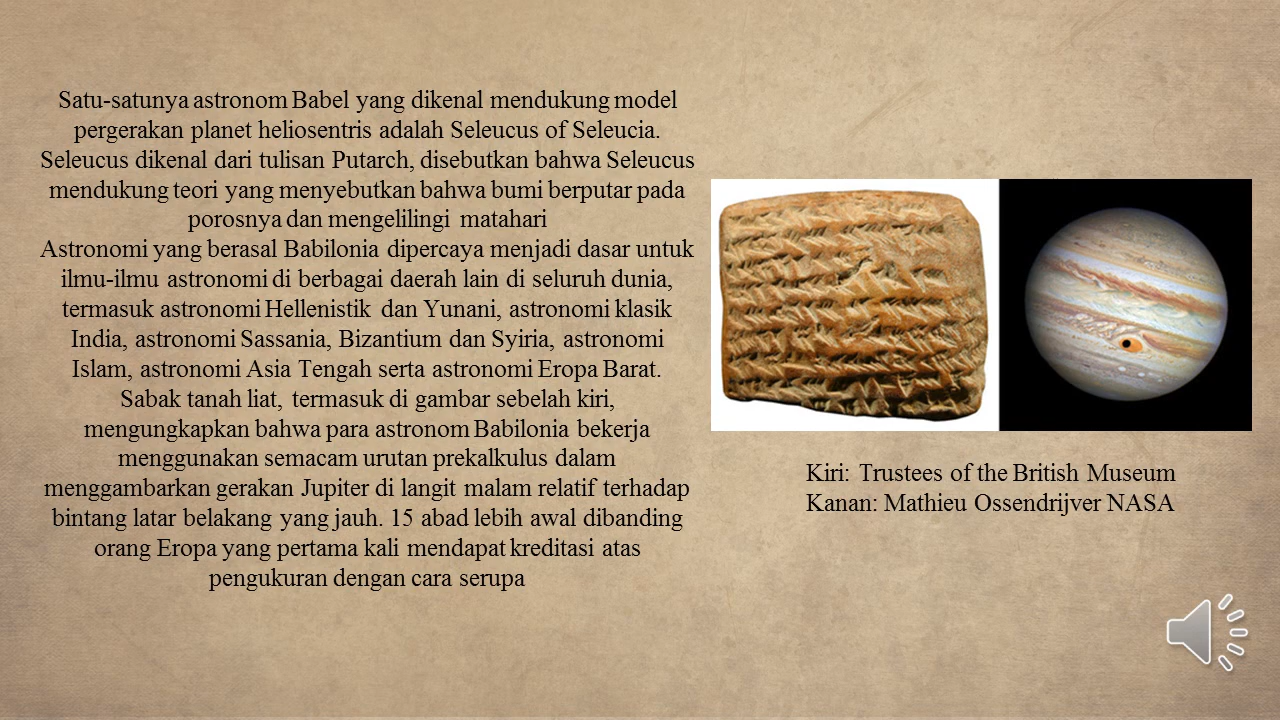 Satu-satunya astronom Babel yang dikenal mendukung model
pergerakan planet heliosentris adalah Seleucus of Seleucia.
Seleucus dikenal dari tulisan Putarch, disebutkan bahwa Seleucus
mendukung teori yang menyebutkan bahwa bumi berputar pada
porosnya dan mengelilingi matahari
Astronomi yang berasal Babilonia dipercaya menjadi dasar untuk
ilmu-ilmu astronomi di berbagai daerah lain di seluruh dunia,
termasuk astronomi Hellenistik dan Yunani, astronomi klasik
India, astronomi Sassania, Bizantium dan Syiria, astronomi
Islam, astronomi Asia Tengah serta astronomi Eropa Barat.
Sabak tanah liat, termasuk di gambar sebelah kiri,
mengungkapkan bahwa para astronom Babilonia bekerja
menggunakan semacam urutan prekalkulus dalam
menggambarkan gerakan Jupiter di langit malam relatif terhadap
bintang latar belakang yang jauh. 15 abad lebih awal dibanding
orang Eropa yang pertama kali mendapat kreditasi atas
pengukuran dengan cara serupa
Kiri: Trustees of the British Museum
Kanan: Mathieu Ossendrijver NASA